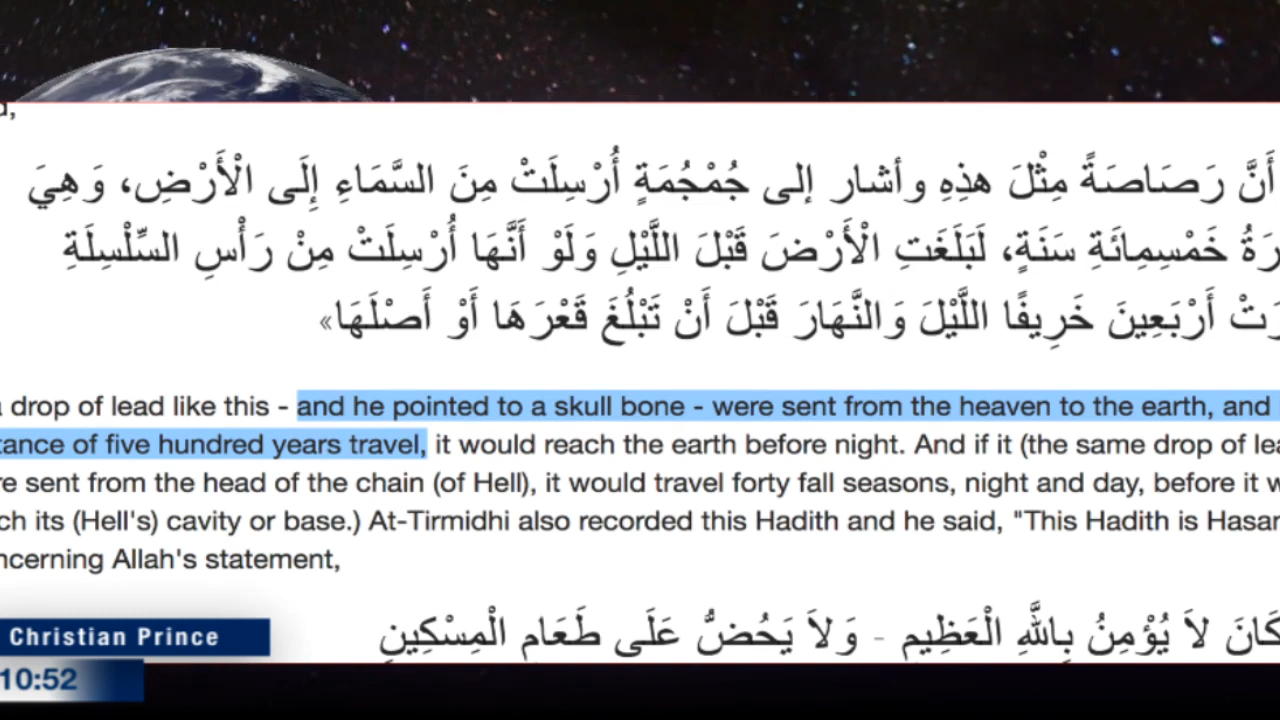 d,
أَنَّ رَصَاصَةً مِثْلَ هذِهِ وأشار إلى جُمْجُمَةٍ أُرْسِلَتْ مِنَ السَّمَاءِ إِلَى الْأَرْضِ، وَهِيَ
رَةُ خَمْسِمِائَةِ سَنَةٍ، لَبَلَغَتِ الْأَرْضَ قَبْلَ اللَّيْلِ وَلَوْ أَنَّهَا أُرْسِلَتْ مِنْ رَأْسِ السِّلْسِلَةِ
رَتْ أَرْبَعِينَ خَرِيفًا اللَّيْلَ وَالنَّهَارَ قَبْلَ أَنْ تَبْلُغَ قَعْرَهَا أَوْ أَصْلَهَا»
a drop of lead like this - and he pointed to a skull bone - were sent from the heaven to the earth, and
tance of five hundred years travel, it would reach the earth before night. And if it (the same drop of lea
re sent from the head of the chain (of Hell), it would travel forty fall seasons, night and day, before it w
ch its (Hell's) cavity or base.) At-Tirmidhi also recorded this Hadith and he said, "This Hadith is Hasan
ncerning Allah's statement,
كَانَ لاَ يُؤْمِنُ بِاللَّهِ الْعَظِيمِ - وَلاَ يَحُضُّ عَلَى طَعَامِ الْمِسْكِينِ
Christian Prince
10:52